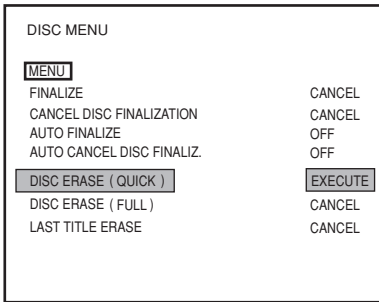 DISC MENU
MENU
FINALIZE CANCEL
CANCEL DISC FINALIZATION CANCEL
AUTO FINALIZE OFF
AUTO CANCEL DISC FINALIZ. OFF
DISC ERASE ( QUICK ) EXECUTE
DISC ERASE ( FULL ) CANCEL
LAST TITLE ERASE CANCEL